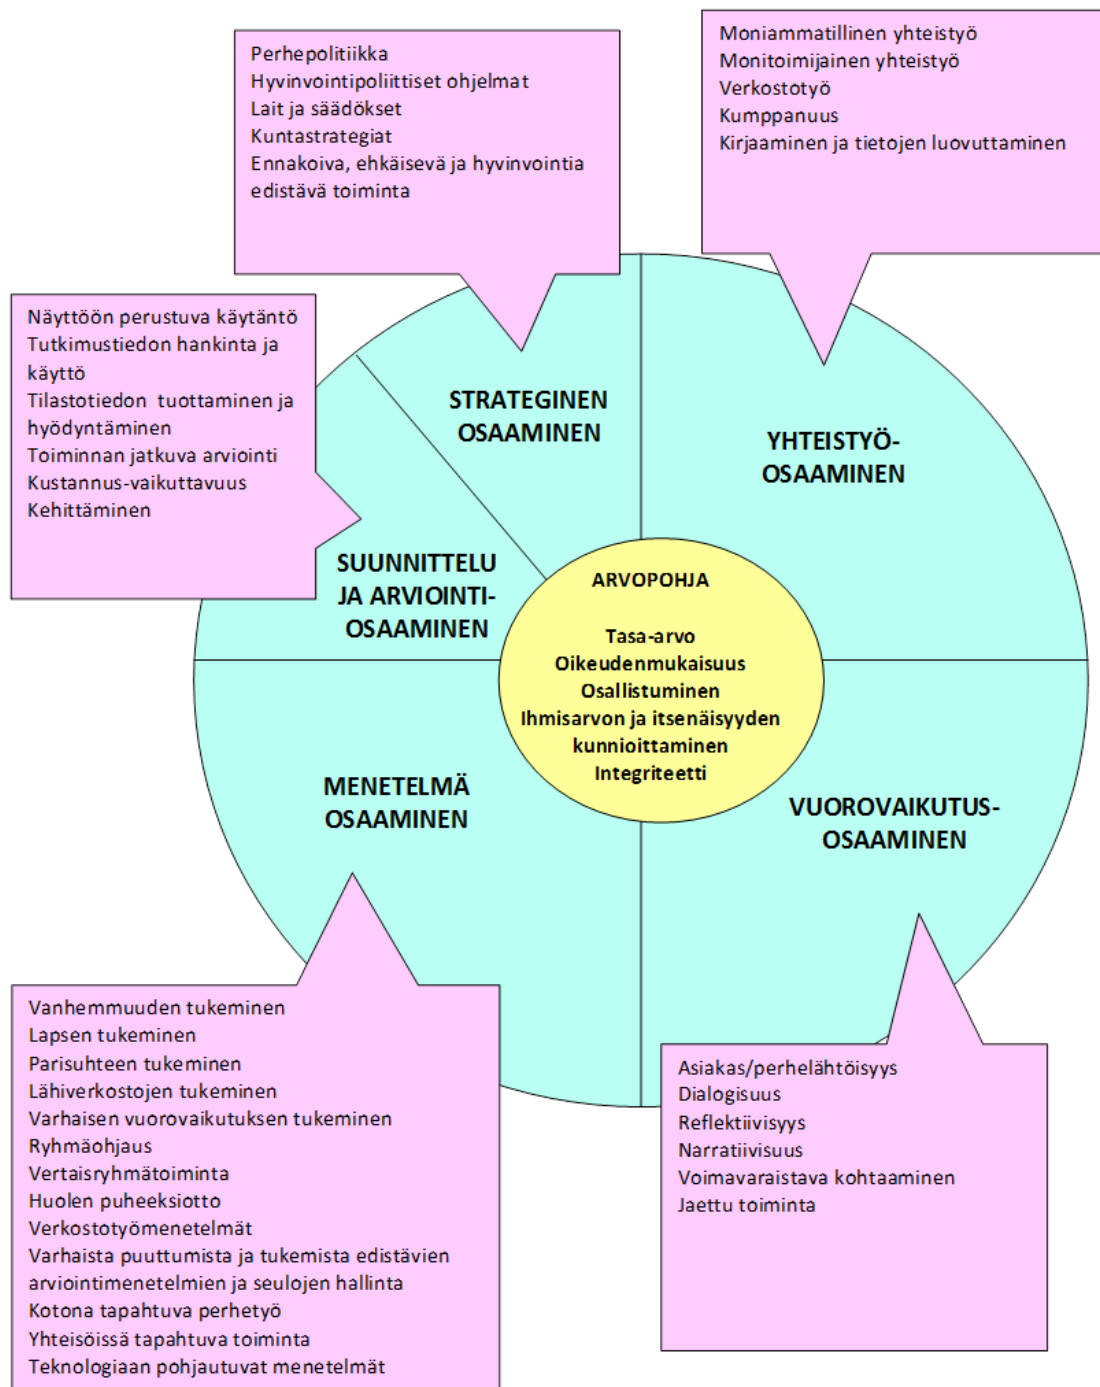 Perhepolitiikka
Hyvinvointipoliittiset ohjelmat
Lait ja säädökset
Kuntastrategiat
Ennakoiva, ehkäisevä ja hyvinvointia
edistävä toiminta
Moniammatillinen yhteistyö
Monitoimijainen yhteistyö
Verkostotyö
Kumppanuus
Kirjaaminen ja tietojen luovuttaminen
Näyttöön perustuva käytäntö
Tutkimustiedon hankinta ja
käyttö
Tilastotiedon tuottaminen ja
hyödyntäminen
Toiminnan jatkuva arviointi
Kustannus-vaikuttavuus
Kehittäminen
STRATEGINEN
OSAAMINEN
YHTEISTYÖ-
OSAAMINEN
SUUNNITTELU
JA ARVIOINTI-
OSAAMINEN
ARVOPOHJA
Tasa-arvo
Oikeudenmukaisuus
Osallistuminen
Ihmisarvon ja itsenäisyyden
kunnioittaminen
Integriteetti
MENETELMÄ
OSAAMINEN
VUOROVAIKUTUS-
OSAAMINEN
Vanhemmuuden tukeminen
Lapsen tukeminen
Parisuhteen tukeminen
Lähiverkostojen tukeminen
Varhaisen vuorovaikutuksen tukeminen
Ryhmäohjaus
Vertaisryhmätoiminta
Huolen puheeksiotto
Verkostotyömenetelmät
Varhaista puuttumista ja tukemista edistävien
arviointimenetelmien ja seulojen hallinta
Kotona tapahtuva perhetyö
Yhteisöissä tapahtuva toiminta
Teknologiaan pohjautuvat menetelmät
Asiakas/perhelähtöisyys
Dialogisuus
Reflektiivisyys
Narratiivisuus
Voimavaraistava kohtaaminen
Jaettu toiminta